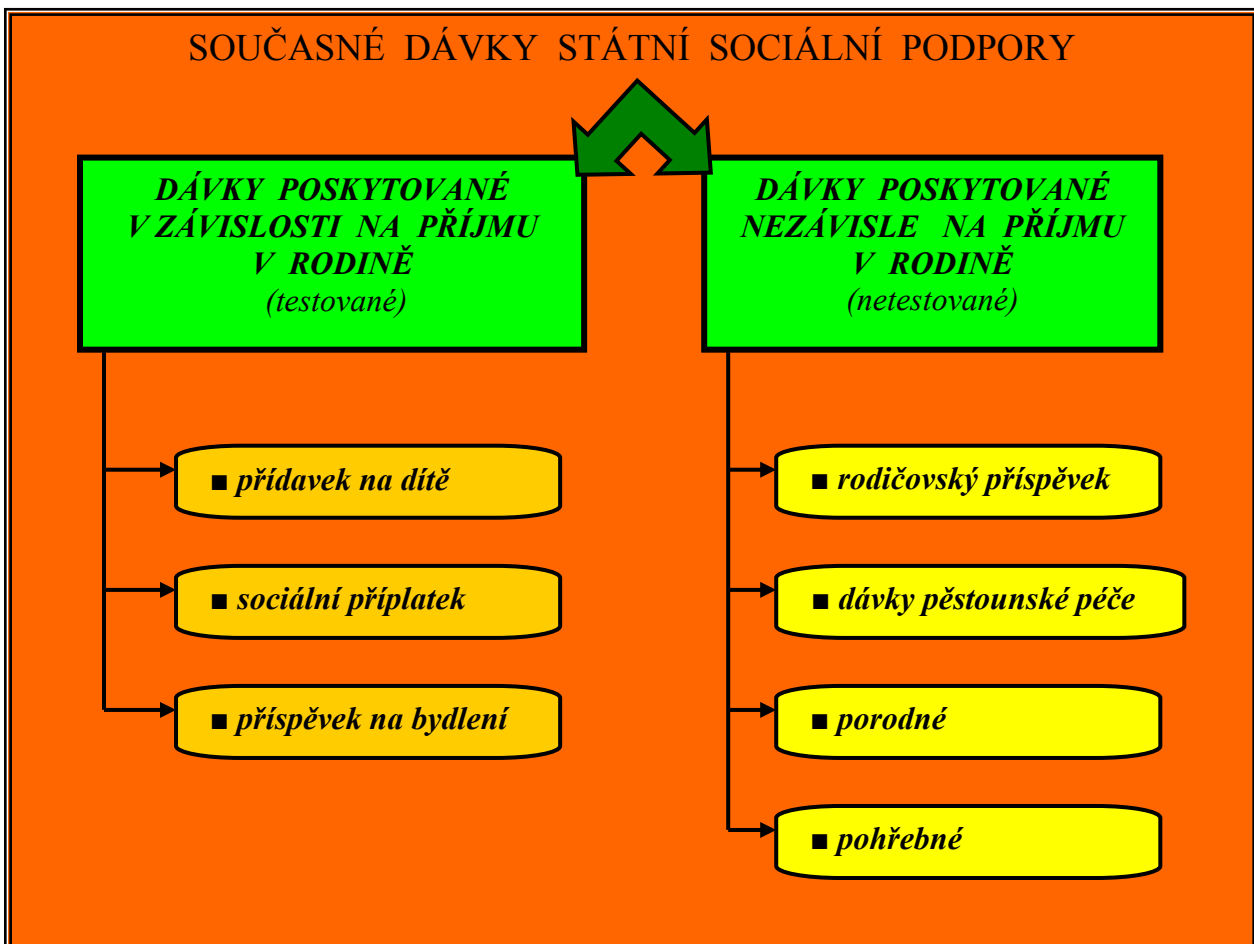 SOUČASNÉ DÁVKY STÁTNÍ SOCIÁLNÍ PODPORY
DÁVKY POSKYTOVANÉ
V ZÁVISLOSTI NA PŘÍJMU
V RODINĚ
(testované)
DÁVKY POSKYTOVANÉ
NEZÁVISLE NA PŘÍJMU
V RODINĚ
(netestované)
■ přídavek na dítě
■ sociální příplatek
■ příspěvek na bydlení
■ rodičovský příspěvek
■ dávky pěstounské péče
■ porodné
■ pohřebné